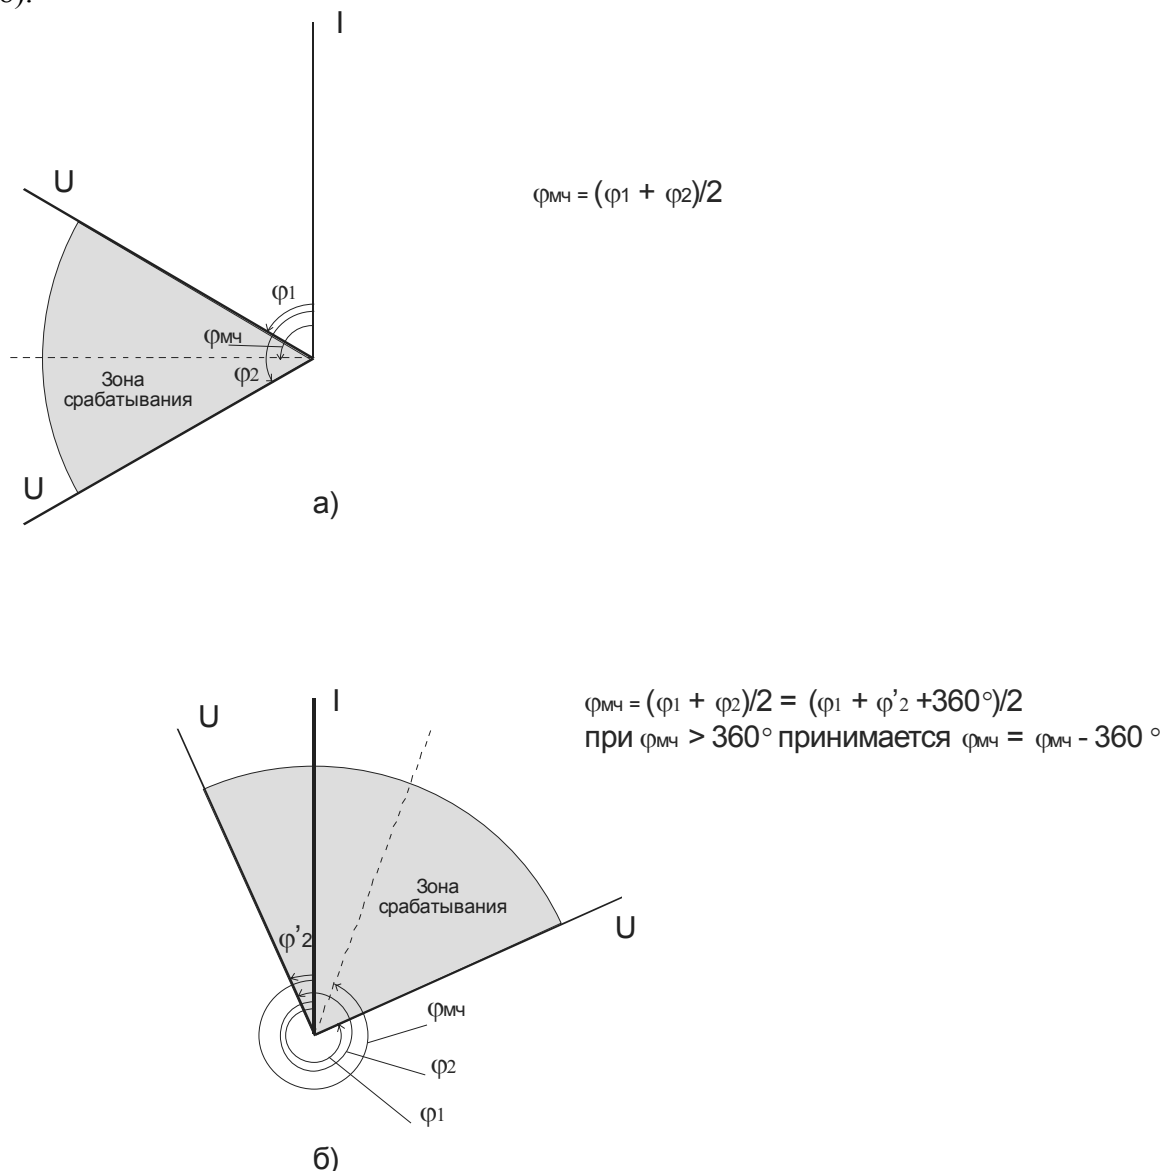 б).
I
U
φмч = (φ1 + φ2)/2
φ1
φмч
φ2
Зона
срабатывания
U
а)
U
I
φмч = (φ1 + φ2)/2 = (φ1 + φ'2 +360°)/2
при φмч > 360° принимается φмч = φмч - 360 °
Зона
срабатывания
U
φ'2
φмч
φ2
φ1
б)